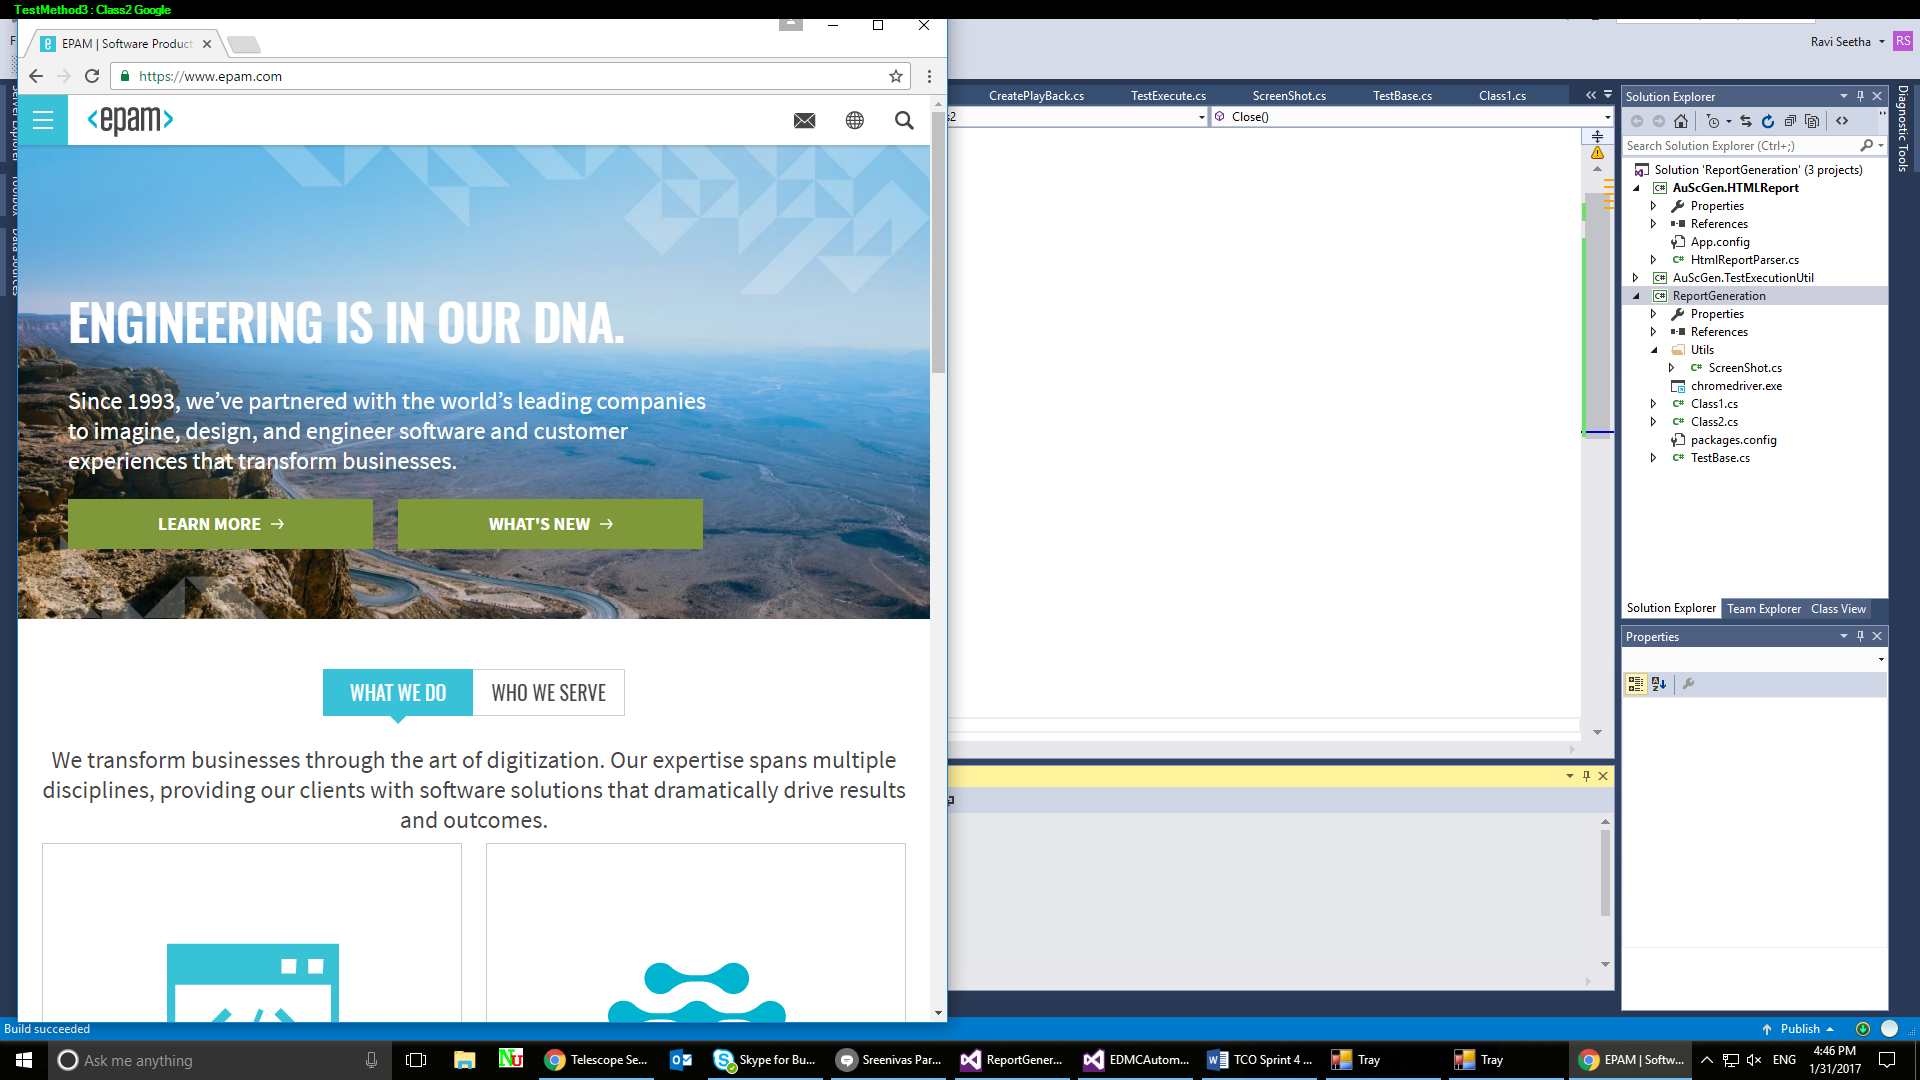 TestMethod3 : Class2 Google
EPAM | Software Product
https://www.epam.com
<epam>
ENGINEERING IS IN OUR DNA.
Since 1993, we've partnered with the world's leading companies
to imagine, design, and engineer software and customer
experiences that transform businesses.
LEARN MORE →
WHAT'S NEW →
WHAT WE DO
WHO WE SERVE
We transform businesses through the art of digitization. Our expertise spans multiple
disciplines, providing our clients with software solutions that dramatically drive results
and outcomes.
Ravi Seetha
RS
CreatePlayBack.cs
TestExecute.cs
ScreenShot.cs
TestBase.cs
Class1.cs
Close()
Solution Explorer
Search Solution Explorer (Ctrl+;)
Solution 'ReportGeneration' (3 projects)
AuScGen.HTMLReport
Properties
References
App.config
HtmlReportParser.cs
AuScGen.TestExecutionUtil
ReportGeneration
Properties
References
Utils
ScreenShot.cs
chromedriver.exe
Class1.cs
Class2.cs
packages.config
TestBase.cs
Solution Explorer
Team Explorer
Class View
Properties
Diagnostic Tools
Build succeeded
Publish
Ask me anything
Nu
Telescope Se...
Skype for Bu...
Sreenivas Par...
ReportGener...
EDMCAutom...
TCO Sprint 4 ...
Tray
Tray
EPAM | Softw...
ENG
4:46 PM
1/31/2017